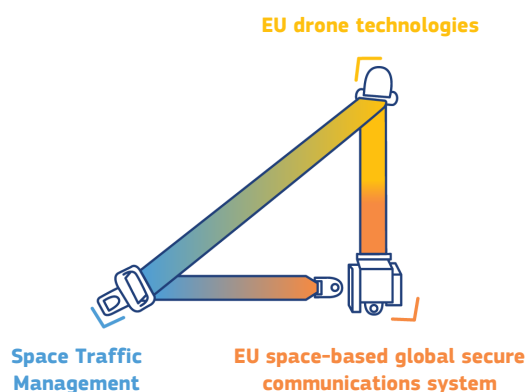 EU drone technologies
Space Traffic
Management
EU space-based global secure
communications system